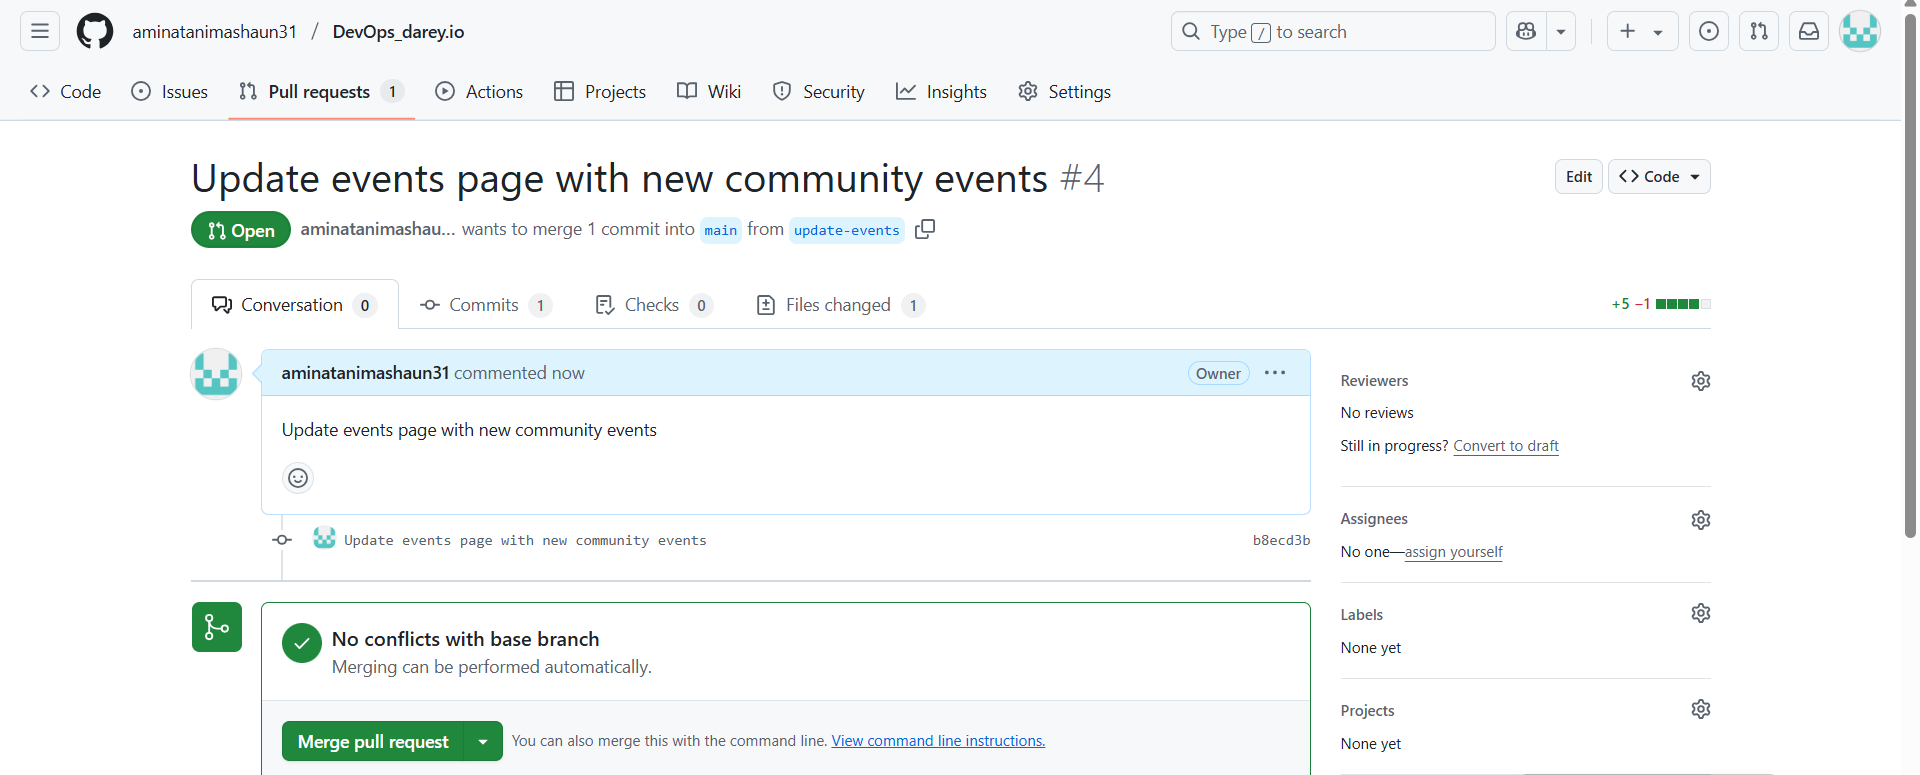 aminatanimashaun31 / DevOps_darey.io
Type / to search
Code
Issues
Pull requests 1
Actions
Projects
Wiki
Security
Insights
Settings
Update events page with new community events #4
Edit
Code
Open
aminatanimashau... wants to merge 1 commit into main from update-events
Conversation 0
Commits 1
Checks 0
Files changed 1
+5 −1
aminatanimashaun31 commented now
Owner
Update events page with new community events
Update events page with new community events
b8ecd3b
No conflicts with base branch
Merging can be performed automatically.
Merge pull request
You can also merge this with the command line. View command line instructions.
Reviewers
No reviews
Still in progress? Convert to draft
Assignees
No one—assign yourself
Labels
None yet
Projects
None yet